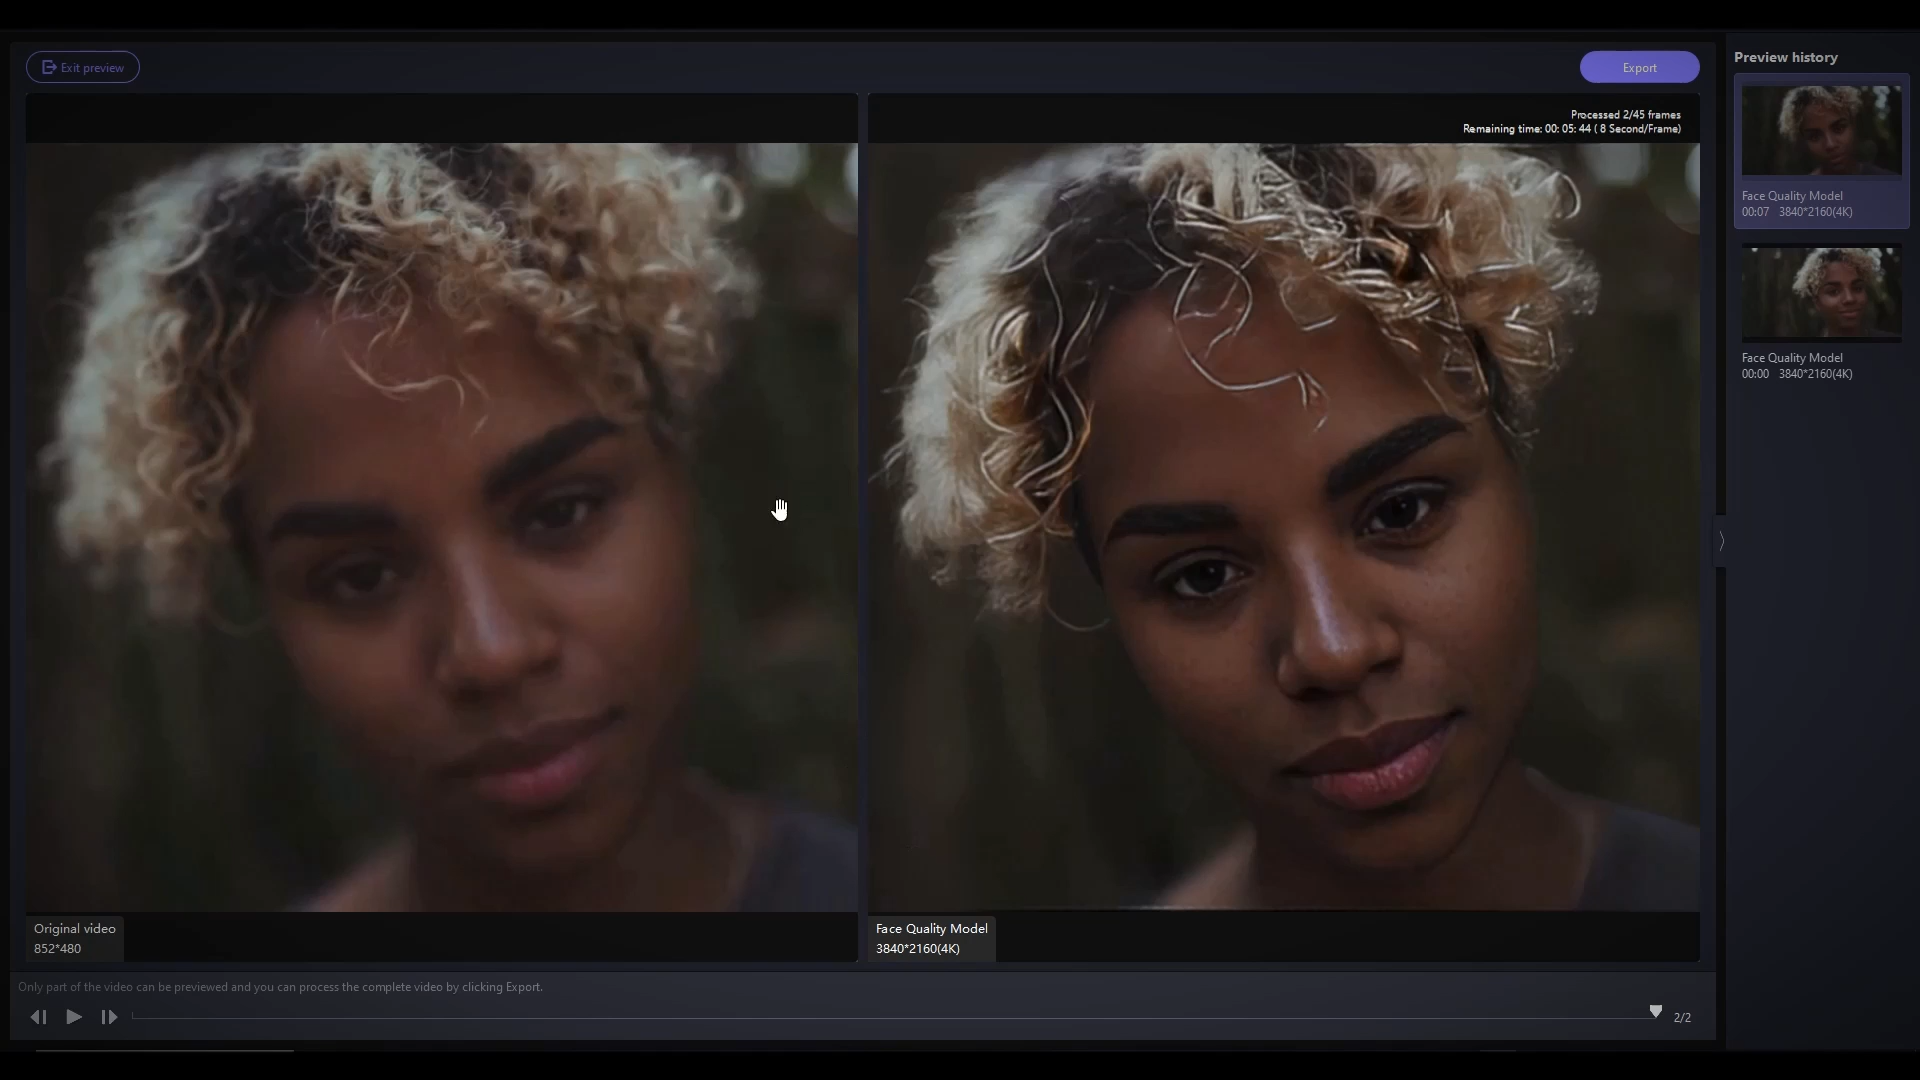 Exit preview
Export
Processed 2/45 frames
Remaining time: 00: 05: 44 ( 8 Second/Frame)
Original video
852*480
Face Quality Model
3840*2160(4K)
Only part of the video can be previewed and you can process the complete video by clicking Export.
2/2
Preview history
Face Quality Model
00:07 3840*2160(4K)
Face Quality Model
00:00 3840*2160(4K)